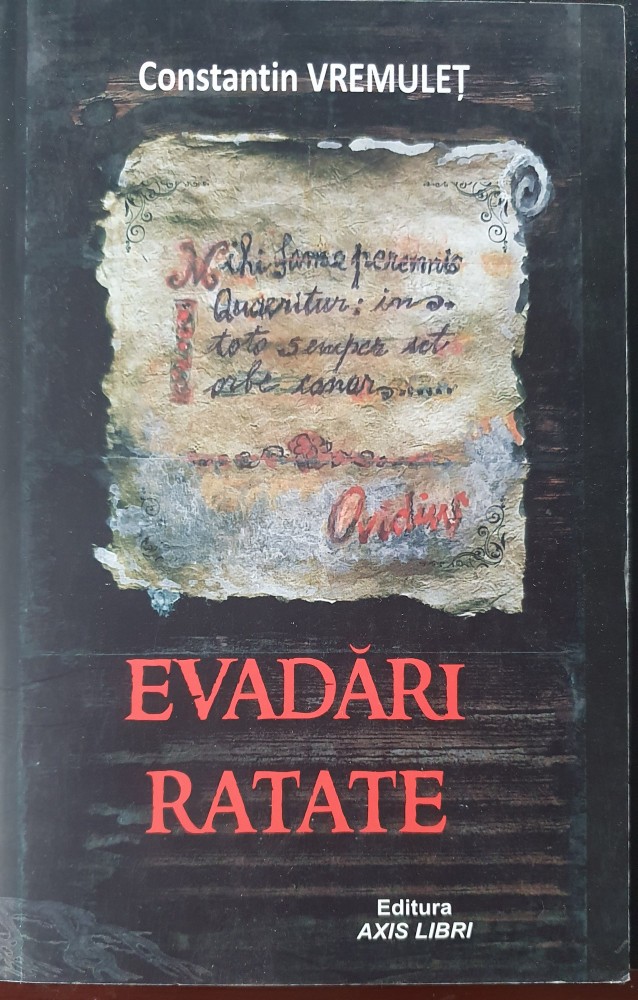 Constantin VREMULEȚ
Mihi fama perennis
Quaeritur: in
toto semper ut
orbe canar......
Ovidius
EVADĂRI
RATATE
Editura
AXIS LIBRI